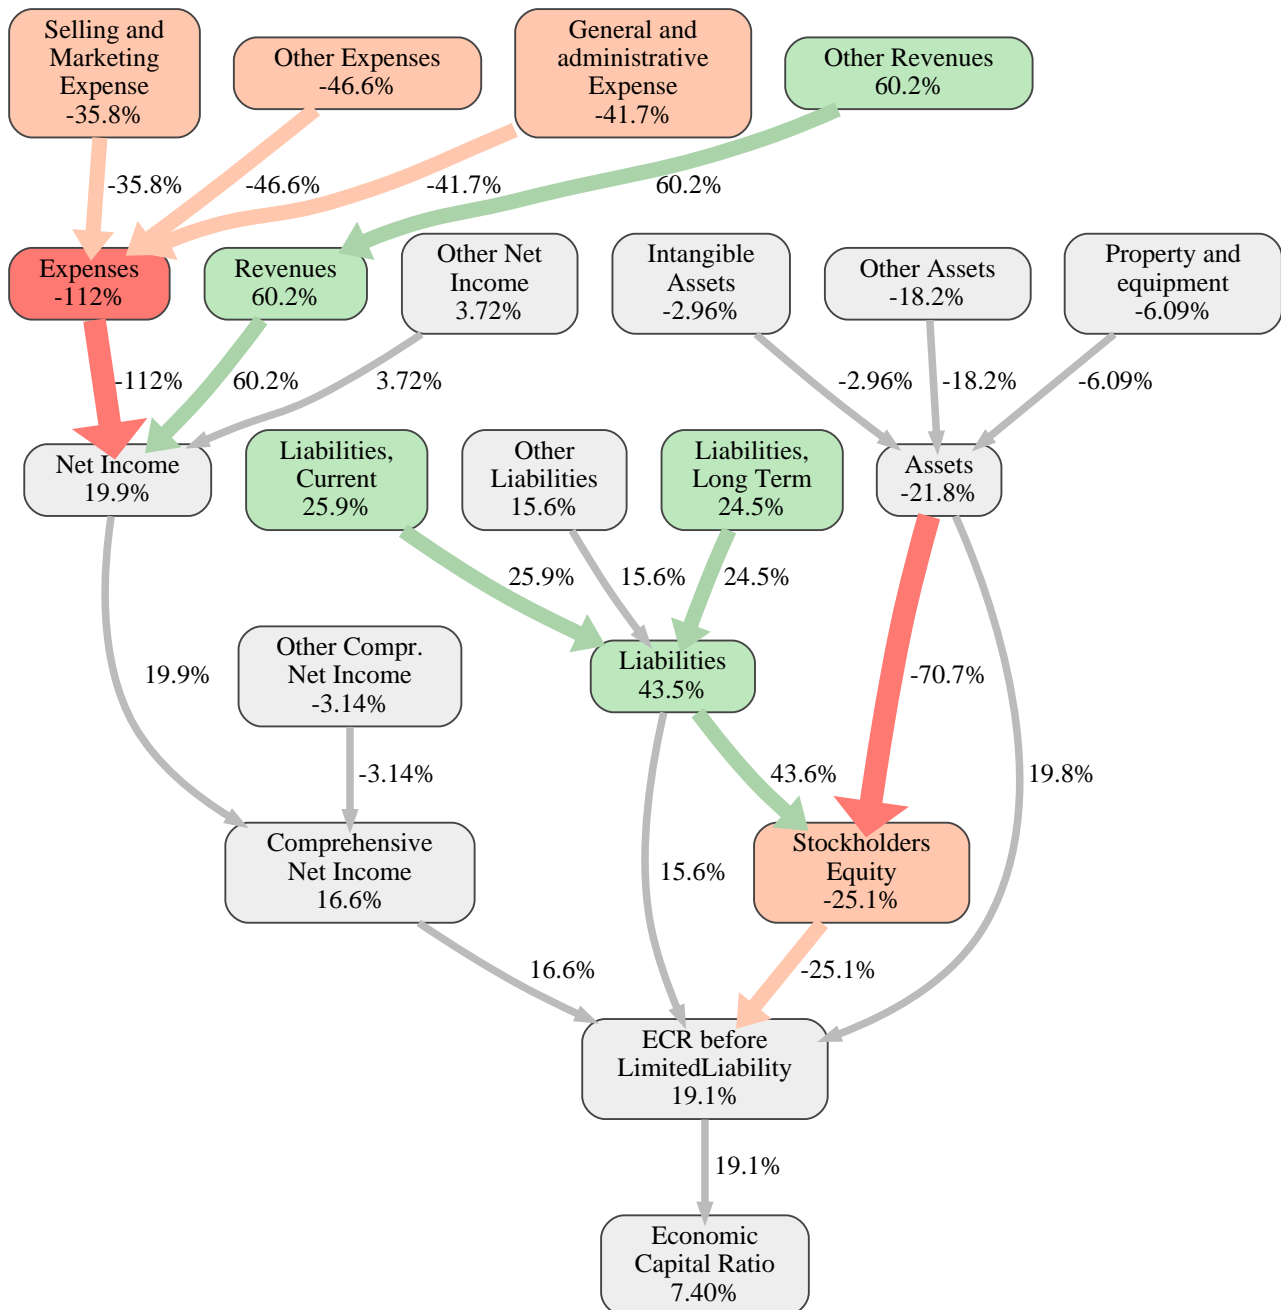 Selling and
Marketing
Expense
-35.8%
Other Expenses
-46.6%
General and
administrative
Expense
-41.7%
Other Revenues
60.2%
-35.8%
-46.6%
-41.7%
60.2%
Expenses
-112%
Revenues
60.2%
Other Net
Income
3.72%
Intangible
Assets
-2.96%
Other Assets
-18.2%
Property and
equipment
-6.09%
-112%
60.2%
3.72%
-2.96%
-18.2%
-6.09%
Net Income
19.9%
Liabilities,
Current
25.9%
Other
Liabilities
15.6%
Liabilities,
Long Term
24.5%
Assets
-21.8%
25.9%
15.6%
24.5%
19.9%
Other Compr.
Net Income
-3.14%
Liabilities
43.5%
-70.7%
-3.14%
43.6%
19.8%
Comprehensive
Net Income
16.6%
15.6%
Stockholders
Equity
-25.1%
16.6%
-25.1%
ECR before
LimitedLiability
19.1%
19.1%
Economic
Capital Ratio
7.40%